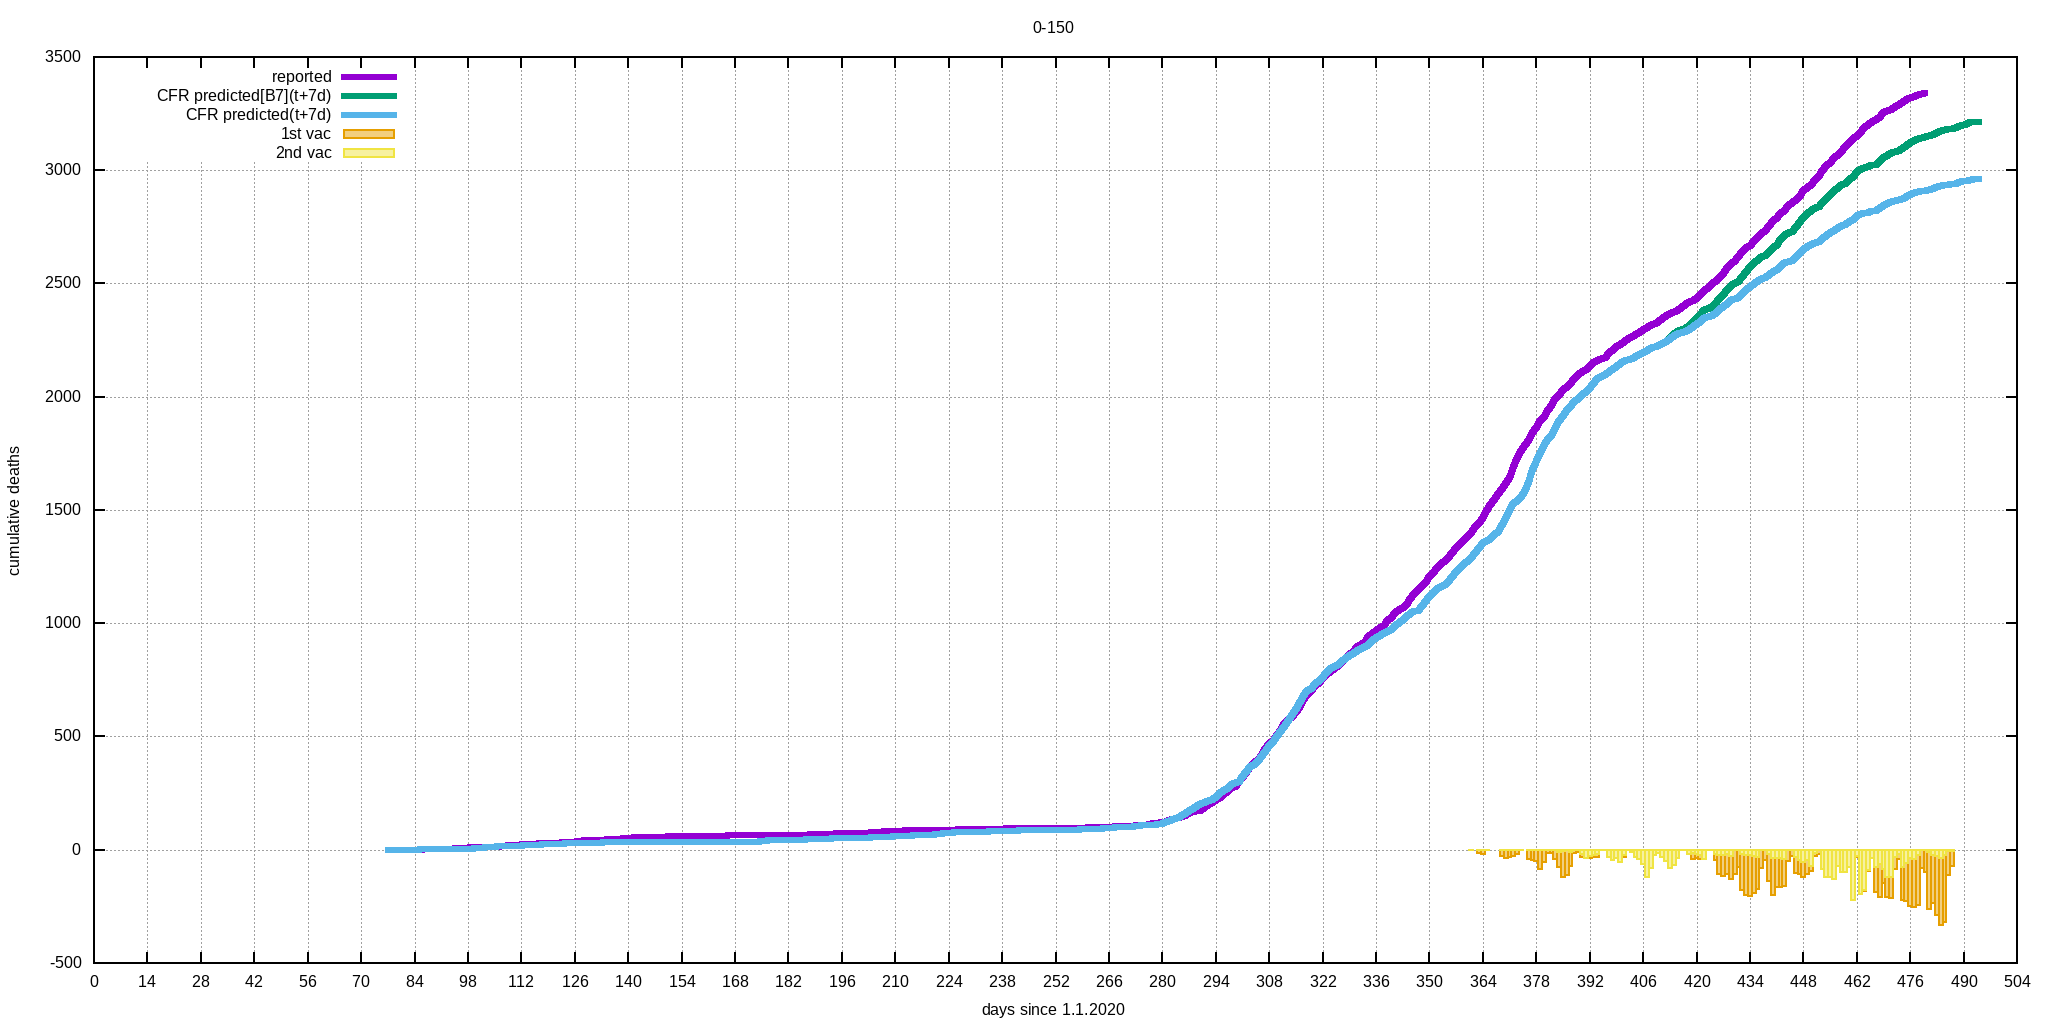 0-150
3500
3000
2500
2000
1500
1000
500
0
-500
reported
CFR predicted[B7](t+7d)
CFR predicted(t+7d)
1st vac
2nd vac
cumulative deaths
0 14 28 42 56 70 84 98 112 126 140 154 168 182 196 210 224 238 252 266 280 294 308 322 336 350 364 378 392 406 420 434 448 462 476 490 504
days since 1.1.2020